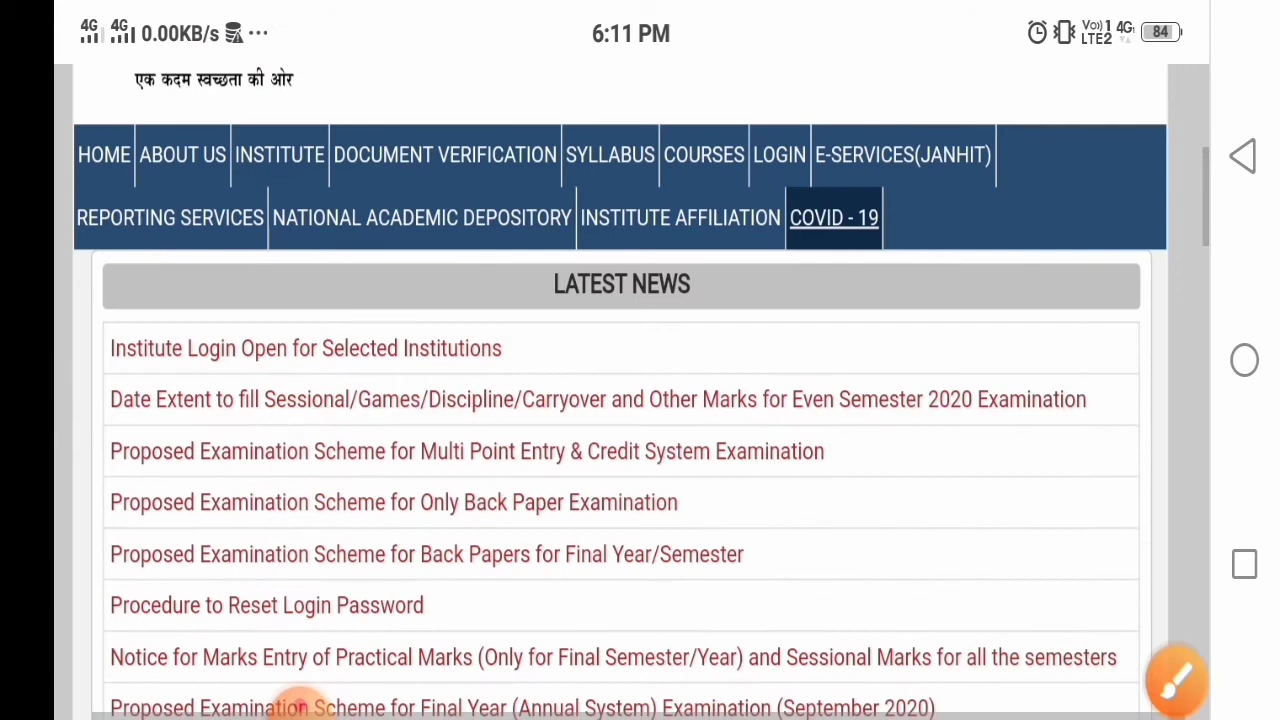 4G 4G 0.00KB/s ... 6:11 PM Vo) 1 LTE2 4G 84
एक कदम स्वच्छता की ओर
HOME ABOUT US INSTITUTE DOCUMENT VERIFICATION SYLLABUS COURSES LOGIN E-SERVICES(JANHIT)
REPORTING SERVICES NATIONAL ACADEMIC DEPOSITORY INSTITUTE AFFILIATION COVID - 19
LATEST NEWS
Institute Login Open for Selected Institutions
Date Extent to fill Sessional/Games/Discipline/Carryover and Other Marks for Even Semester 2020 Examination
Proposed Examination Scheme for Multi Point Entry & Credit System Examination
Proposed Examination Scheme for Only Back Paper Examination
Proposed Examination Scheme for Back Papers for Final Year/Semester
Procedure to Reset Login Password
Notice for Marks Entry of Practical Marks (Only for Final Semester/Year) and Sessional Marks for all the semesters
Proposed Examination Scheme for Final Year (Annual System) Examination (September 2020)